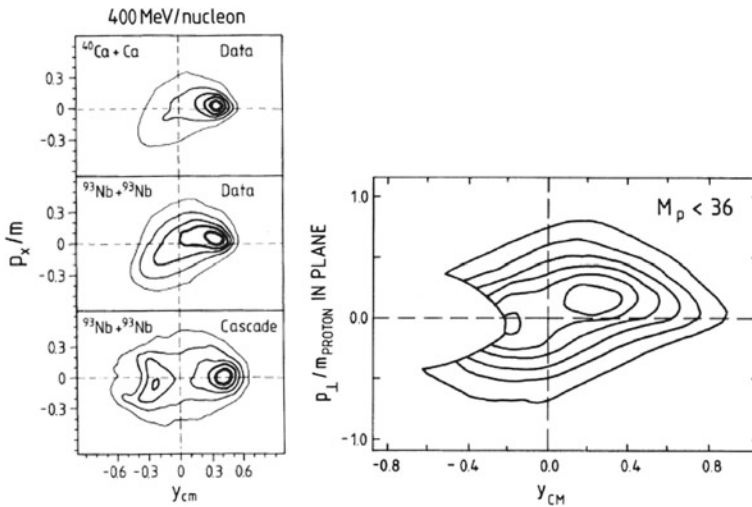 400 MeV/nucleon
⁴⁰Ca + Ca Data
0.3
0
-0.3
⁹³Nb + ⁹³Nb Data
0.3
0
-0.3
⁹³Nb + ⁹³Nb Cascade
0.3
0
-0.3
-0.6 -0.3 0 0.3 0.6
pₓ/m
y_cm
M_p < 36
1.0
0.0
-1.0
-0.8 -0.4 0.0 0.4 0.8
p⊥/m_PROTON IN PLANE
y_CM